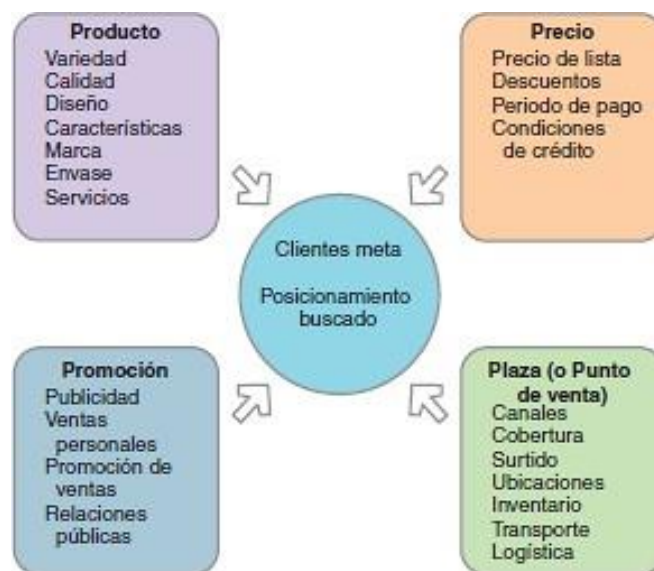 Producto
Variedad
Calidad
Diseño
Características
Marca
Envase
Servicios
Precio
Precio de lista
Descuentos
Periodo de pago
Condiciones
de crédito
Clientes meta
Posicionamiento
buscado
Promoción
Publicidad
Ventas
personales
Promoción de
ventas
Relaciones
públicas
Plaza (o Punto
de venta)
Canales
Cobertura
Surtido
Ubicaciones
Inventario
Transporte
Logística